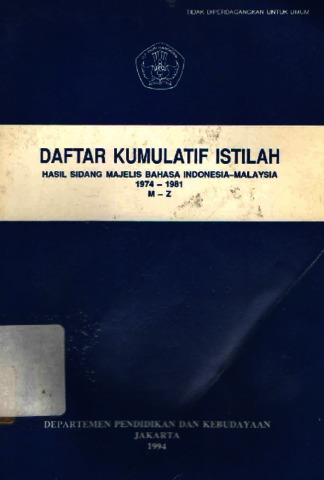 TIDAK DIPERDAGANGKAN UNTUK UMUM
DAFTAR KUMULATIF ISTILAH
HASIL SIDANG MAJELIS BAHASA INDONESIA–MALAYSIA
1974 – 1981
M – Z
DEPARTEMEN PENDIDIKAN DAN KEBUDAYAAN
JAKARTA
1994